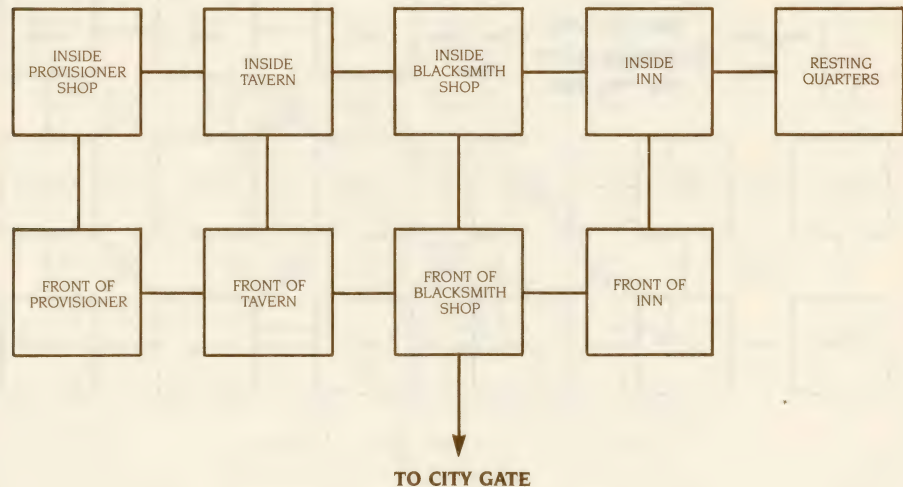 INSIDE
PROVISIONER
SHOP
INSIDE
TAVERN
INSIDE
BLACKSMITH
SHOP
INSIDE
INN
RESTING
QUARTERS
FRONT OF
PROVISIONER
FRONT OF
TAVERN
FRONT OF
BLACKSMITH
SHOP
FRONT OF
INN
TO CITY GATE